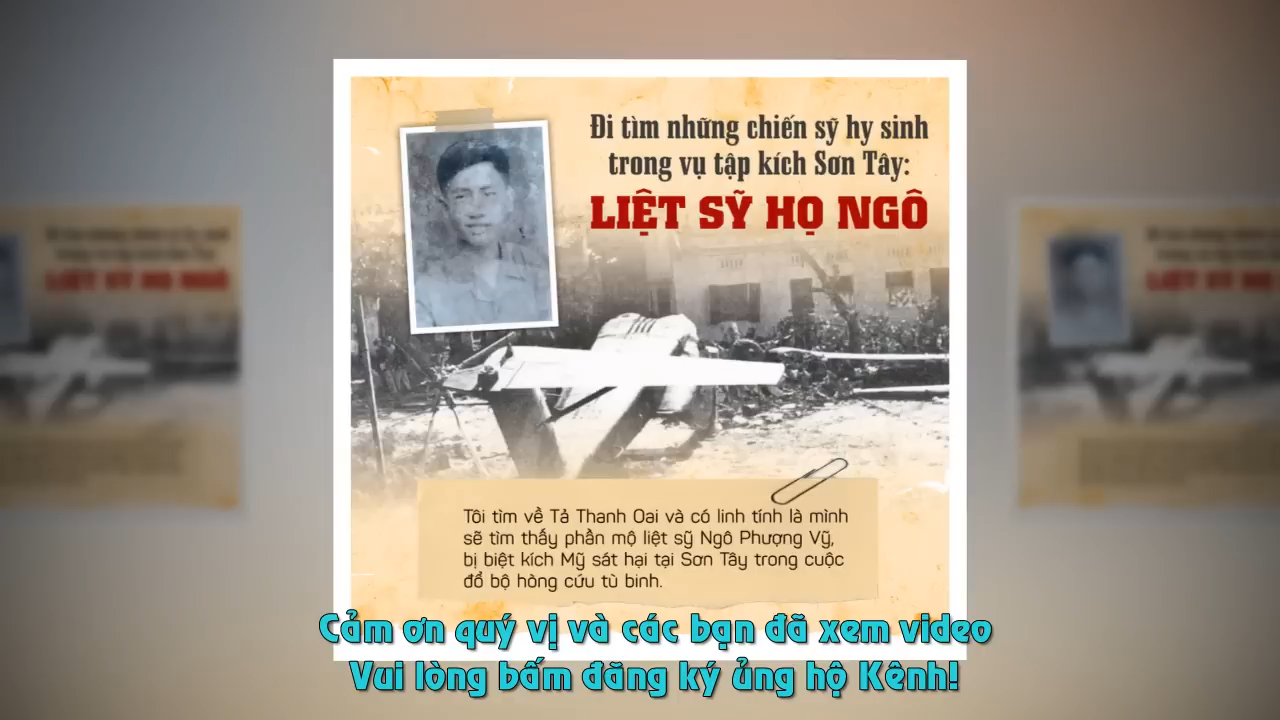 Đi tìm những chiến sỹ hy sinh
trong vụ tập kích Sơn Tây:
LIỆT SỸ HỌ NGÔ
Tôi tìm về Tả Thanh Oai và có linh tính là mình
sẽ tìm thấy phần mộ liệt sỹ Ngô Phượng Vỹ,
bị biệt kích Mỹ sát hại tại Sơn Tây trong cuộc
đổ bộ hòng cứu tù binh.
Cảm ơn quý vị và các bạn đã xem video
Vui lòng bấm đăng ký ủng hộ Kênh!